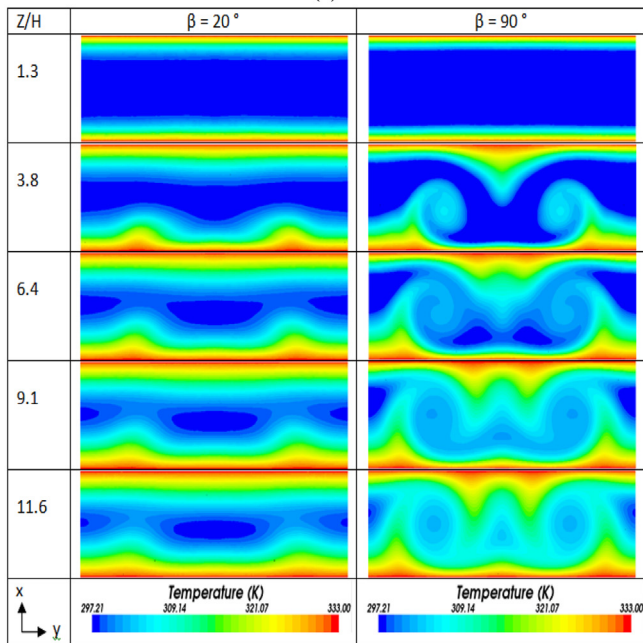 Z/H β = 20 ° β = 90 °
1.3
3.8
6.4
9.1
11.6
x
y
Temperature (K) Temperature (K)
297.21 309.14 321.07 333.00 297.21 309.14 321.07 333.00